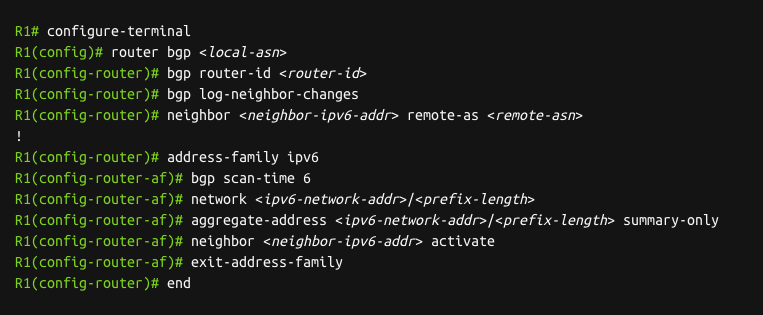 R1# configure-terminal
R1(config)# router bgp <local-asn>
R1(config-router)# bgp router-id <router-id>
R1(config-router)# bgp log-neighbor-changes
R1(config-router)# neighbor <neighbor-ipv6-addr> remote-as <remote-asn>
!
R1(config-router)# address-family ipv6
R1(config-router-af)# bgp scan-time 6
R1(config-router-af)# network <ipv6-network-addr>|<prefix-length>
R1(config-router-af)# aggregate-address <ipv6-network-addr>|<prefix-length> summary-only
R1(config-router-af)# neighbor <neighbor-ipv6-addr> activate
R1(config-router-af)# exit-address-family
R1(config-router)# end